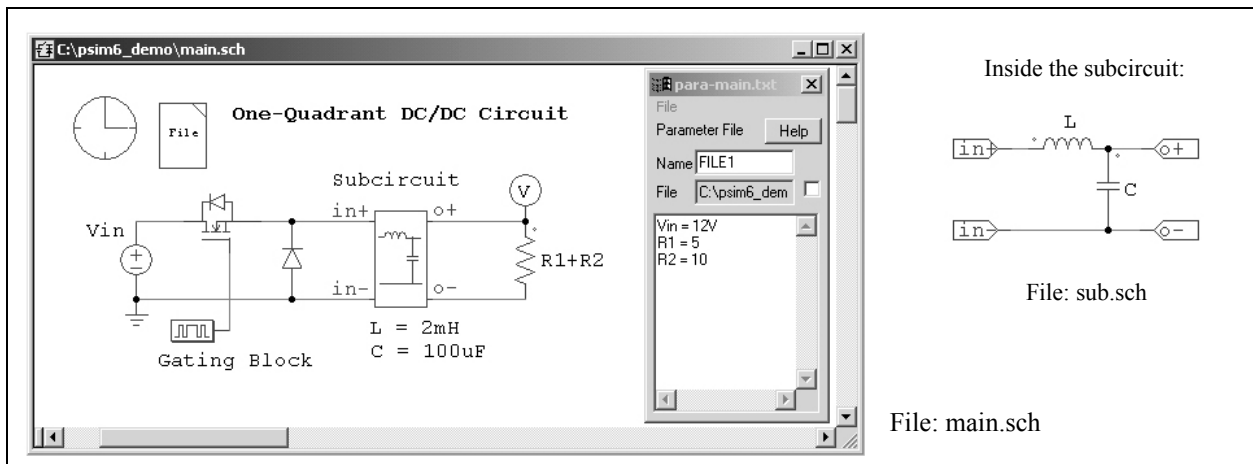 C:\psim6_demo\main.sch
File
One-Quadrant DC/DC Circuit
Vin
Subcircuit
in+
o+
V
R1+R2
in-
o-
L = 2mH
C = 100uF
Gating Block
para-main.txt
File
Parameter File
Help
Name
FILE1
File
C:\psim6_dem
Vin = 12V
R1 = 5
R2 = 10
Inside the subcircuit:
L
in+
o+
C
in-
o-
File: sub.sch
File: main.sch